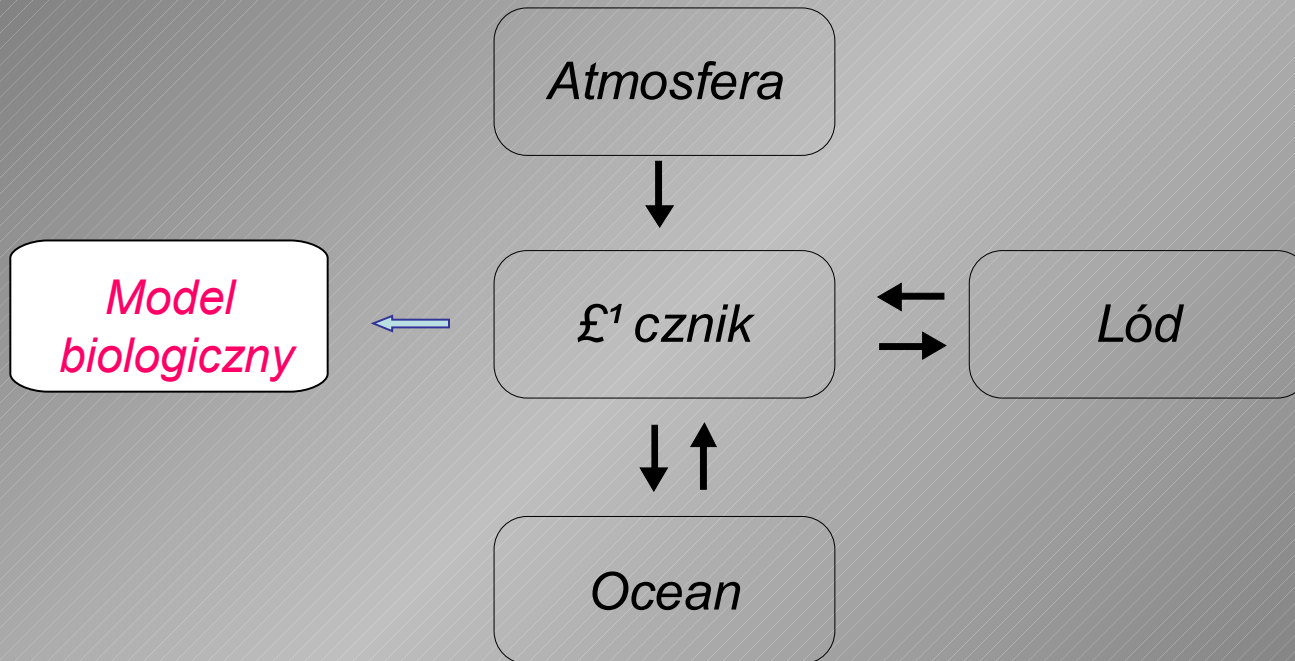 Atmosfera
Model
biologiczny
£¹ cznik
Lód
Ocean